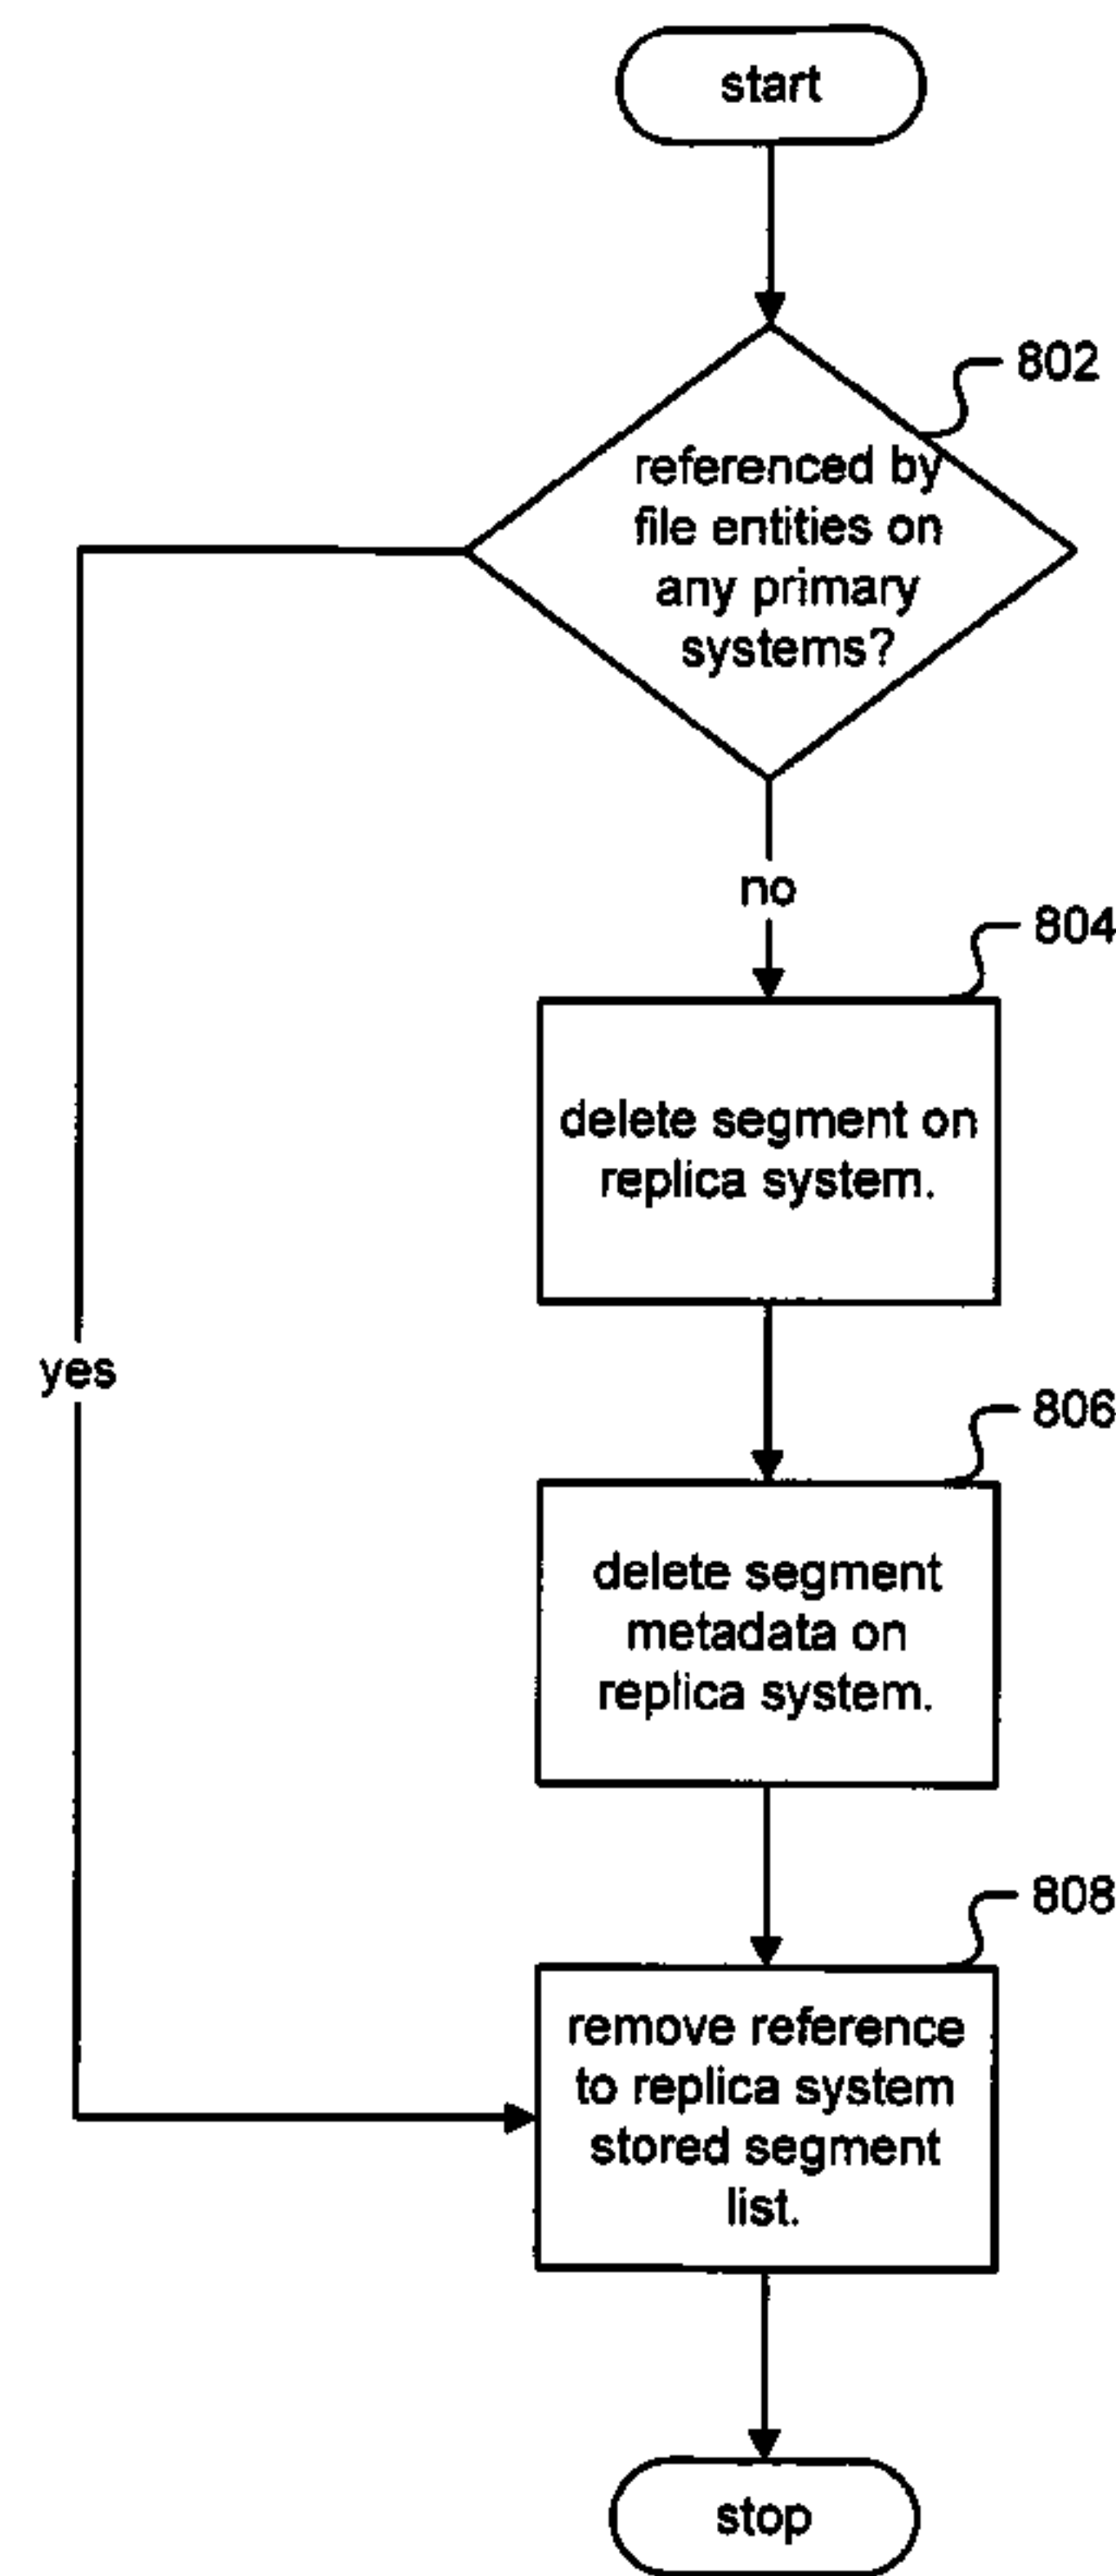 start
802
referenced by
file entities on
any primary
systems?
no
804
delete segment on
replica system.
yes
806
delete segment
metadata on
replica system.
808
remove reference
to replica system
stored segment
list.
stop